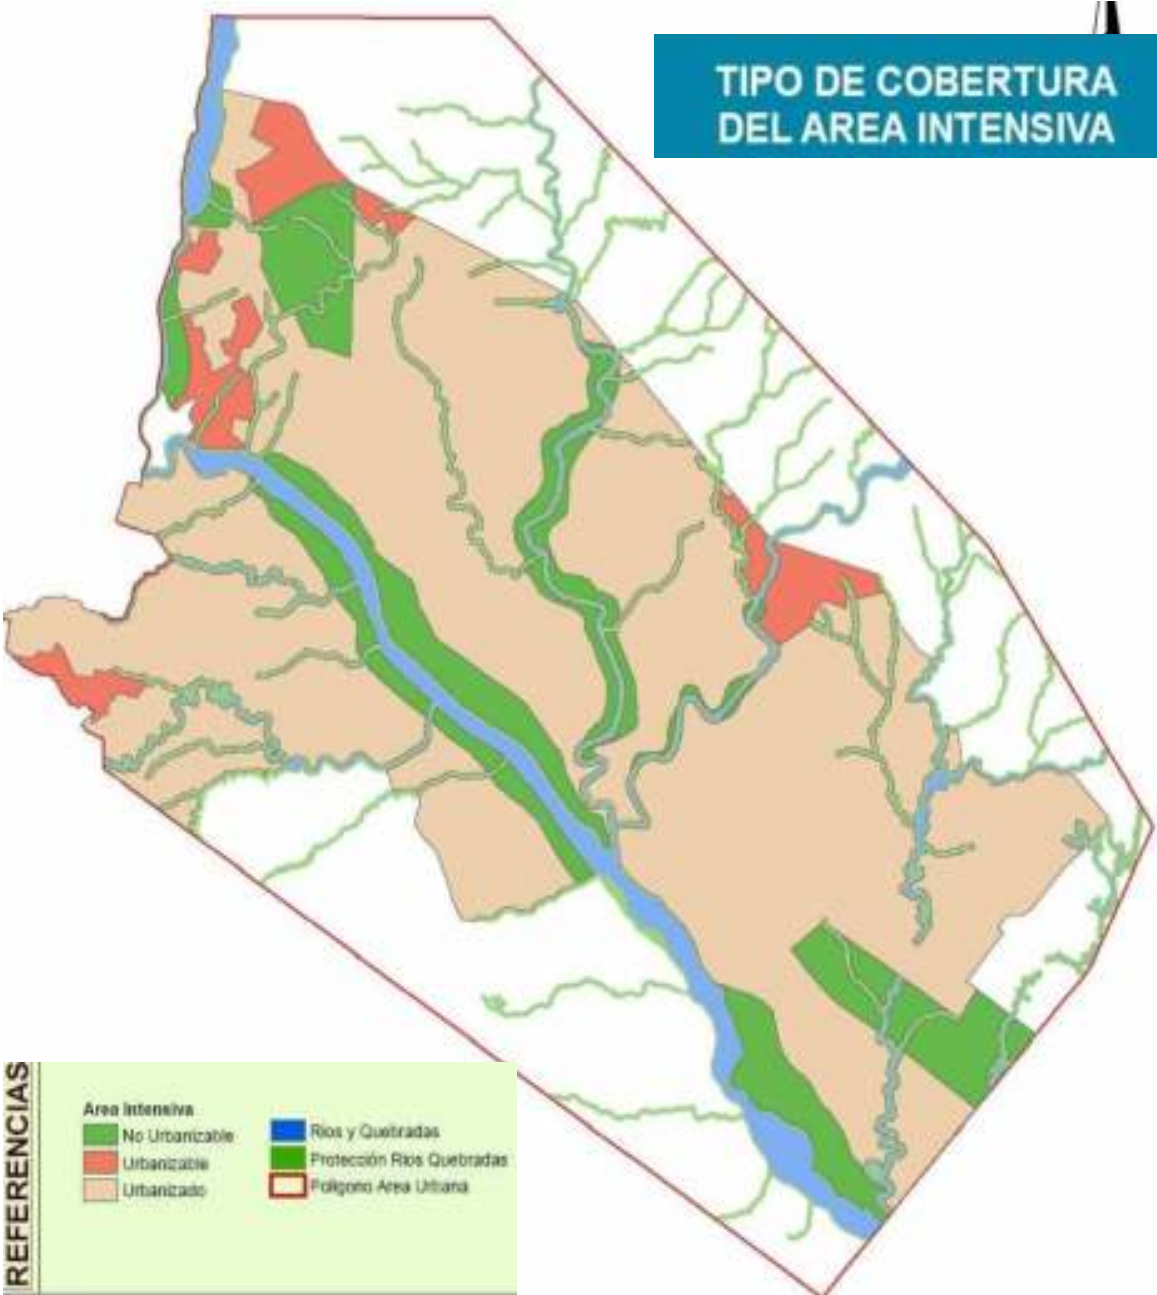 TIPO DE COBERTURA
DEL AREA INTENSIVA
REFERENCIAS
Area Intensiva
No Urbanizable
Urbanizable
Urbanizado
Rios y Quebradas
Protección Rios Quebradas
Poligono Area Urbana